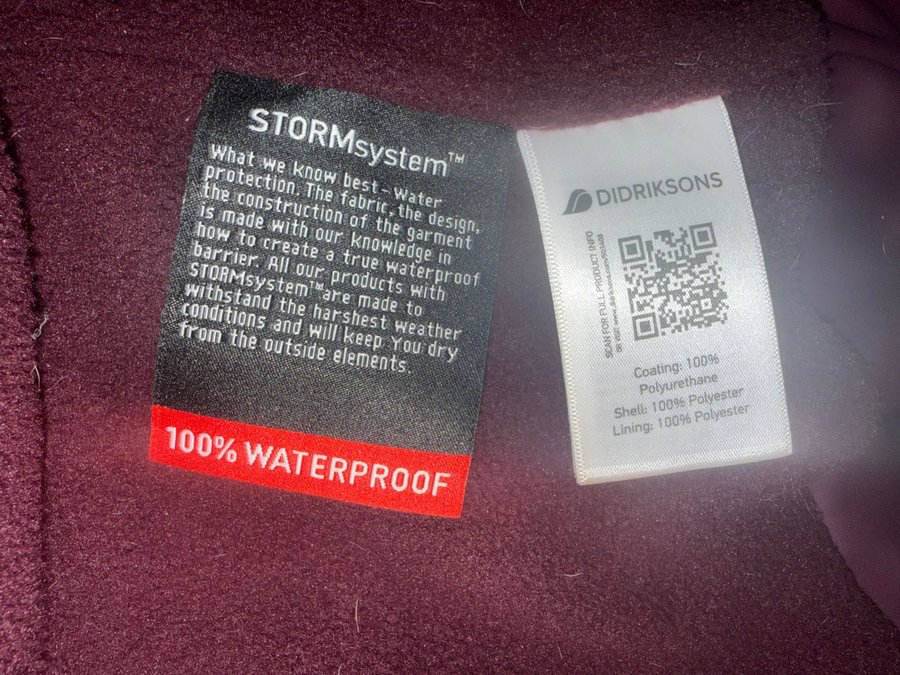 STORMsystem™
What we know best–Water
protection. The fabric, the design,
the construction of the garment
is made with our knowledge in
how to create a true waterproof
barrier. All our products with
STORMsystem™ are made to
withstand the harshest weather
conditions and will keep You dry
from the outside elements.
100% WATERPROOF
DIDRIKSONS
SCAN FOR FULL PRODUCT INFO
Coating: 100%
Polyurethane
Shell: 100% Polyester
Lining: 100% Polyester